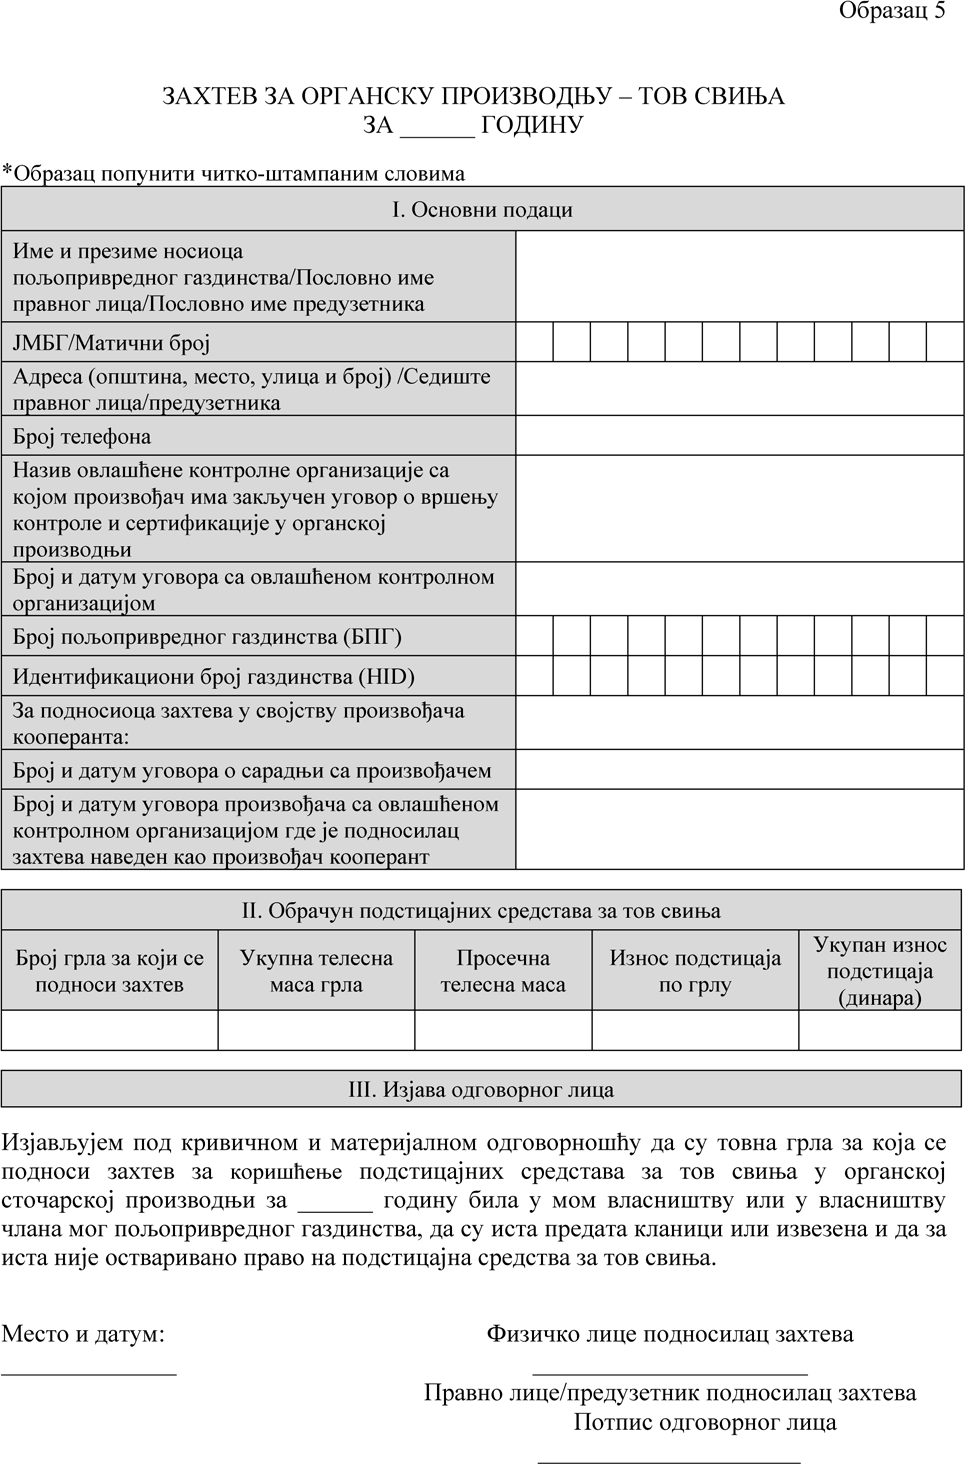 Образац 5
ЗАХТЕВ ЗА ОРГАНСКУ ПРОИЗВОДЊУ – ТОВ СВИЊА
ЗА ______ ГОДИНУ
*Образац попунити читко-штампаним словима
I. Основни подаци
Име и презиме носиоца
пољопривредног газдинства/Пословно име
правног лица/Пословно име предузетника
ЈМБГ/Матични број
Адреса (општина, место, улица и број) /Седиште
правног лица/предузетника
Број телефона
Назив овлашћене контролне организације са
којом произвођач има закључен уговор о вршењу
контроле и сертификације у органској
производњи
Број и датум уговора са овлашћеном контролном
организацијом
Број пољопривредног газдинства (БПГ)
Идентификациони број газдинства (HID)
За подносиоца захтева у својству произвођача
кооперанта:
Број и датум уговора о сарадњи са произвођачем
Број и датум уговора произвођача са овлашћеном
контролном организацијом где је подносилац
захтева наведен као произвођач кооперант
II. Обрачун подстицајних средстава за тов свиња
Број грла за који се
подноси захтев
Укупна телесна
маса грла
Просечна
телесна маса
Износ подстицаја
по грлу
Укупан износ
подстицаја
(динара)
III. Изјава одговорног лица
Изјављујем под кривичном и материјалном одговорношћу да су товна грла за која се
подноси захтев за коришћење подстицајних средстава за тов свиња у органској
сточарској производњи за ______ годину била у мом власништву или у власништву
члана мог пољопривредног газдинства, да су иста предата кланици или извезена и да за
иста није остваривано право на подстицајна средства за тов свиња.
Место и датум:
Физичко лице подносилац захтева
______________
______________________
Правно лице/предузетник подносилац захтева
Потпис одговорног лица
_____________________